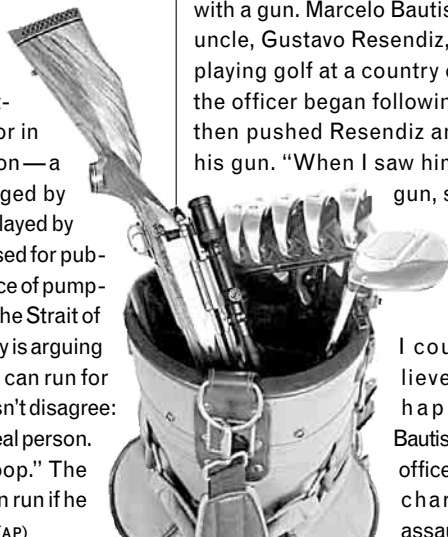 t-
or in
on — a
ged by
layed by
sed for pub-
ce of pump-
he Strait of
y is arguing
can run for
sn't disagree:
eal person.
oop.” The
n run if he
(AP)
with a gun. Marcelo Bautis
uncle, Gustavo Resendiz,
playing golf at a country
the officer began followin
then pushed Resendiz an
his gun. “When I saw him
gun, s
I cou
lieve
hap
Bautis
office
char
assa